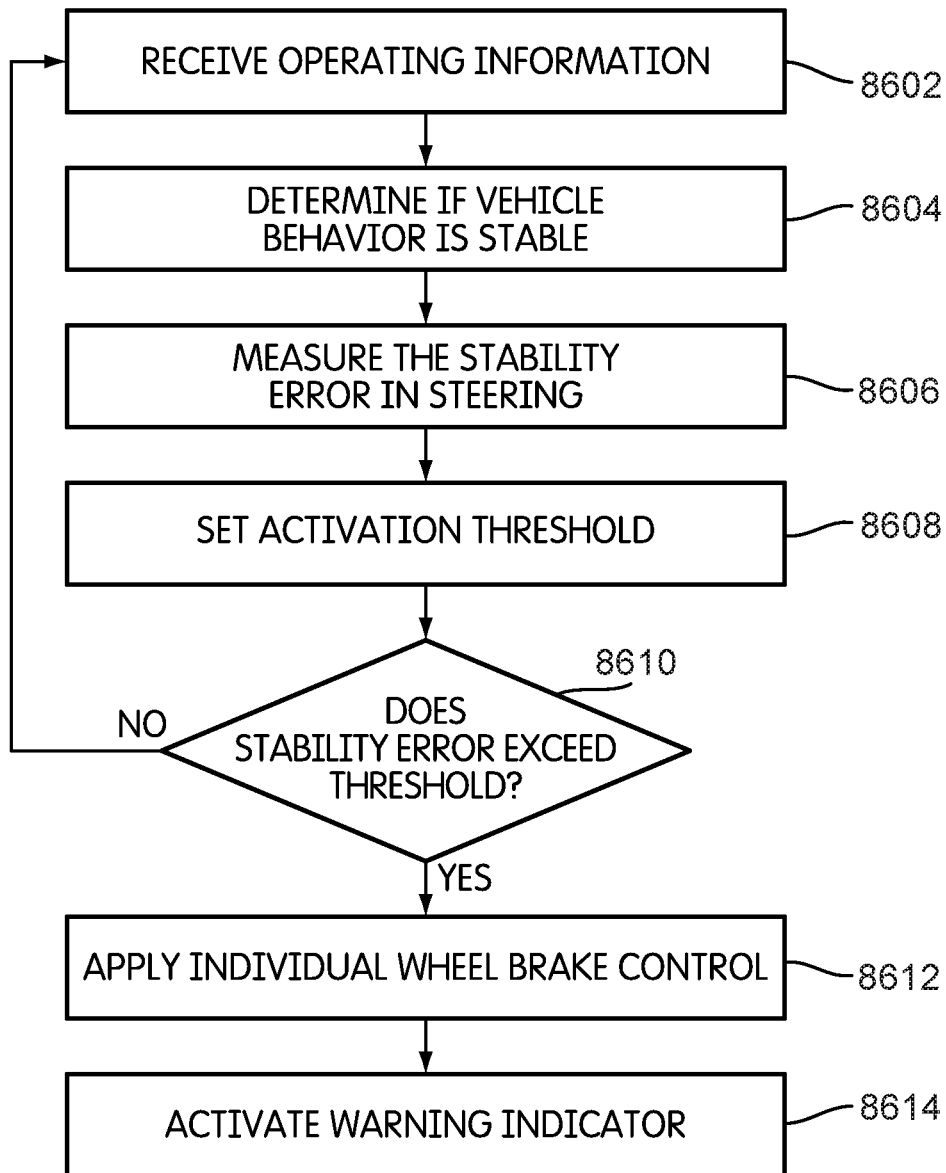 RECEIVE OPERATING INFORMATION
8602
DETERMINE IF VEHICLE
BEHAVIOR IS STABLE
8604
MEASURE THE STABILITY
ERROR IN STEERING
8606
SET ACTIVATION THRESHOLD
8608
8610
DOES
STABILITY ERROR EXCEED
THRESHOLD?
NO
YES
APPLY INDIVIDUAL WHEEL BRAKE CONTROL
8612
ACTIVATE WARNING INDICATOR
8614